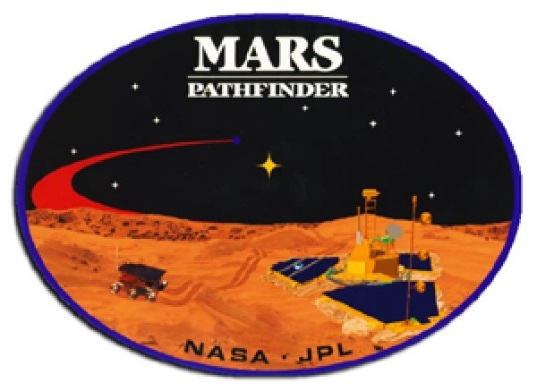 MARS
PATHFINDER
NASA · JPL